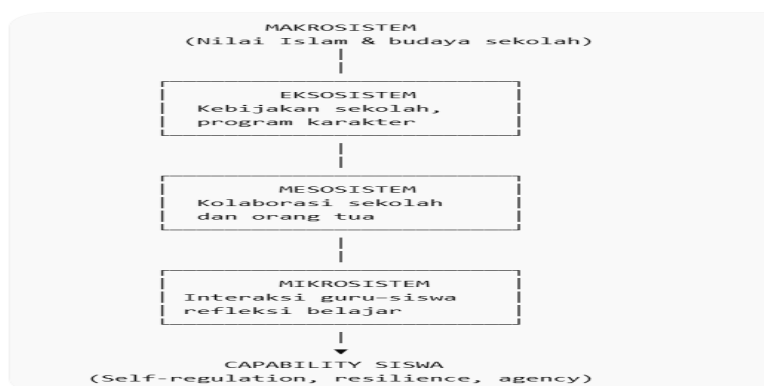 MAKROSISTEM
(Nilai Islam & budaya sekolah)
EKSOSISTEM
Kebijakan sekolah,
program karakter
MESOSISTEM
Kolaborasi sekolah
dan orang tua
MIKROSISTEM
Interaksi guru-siswa
refleksi belajar
CAPABILITY SISWA
(Self-regulation, resilience, agency)